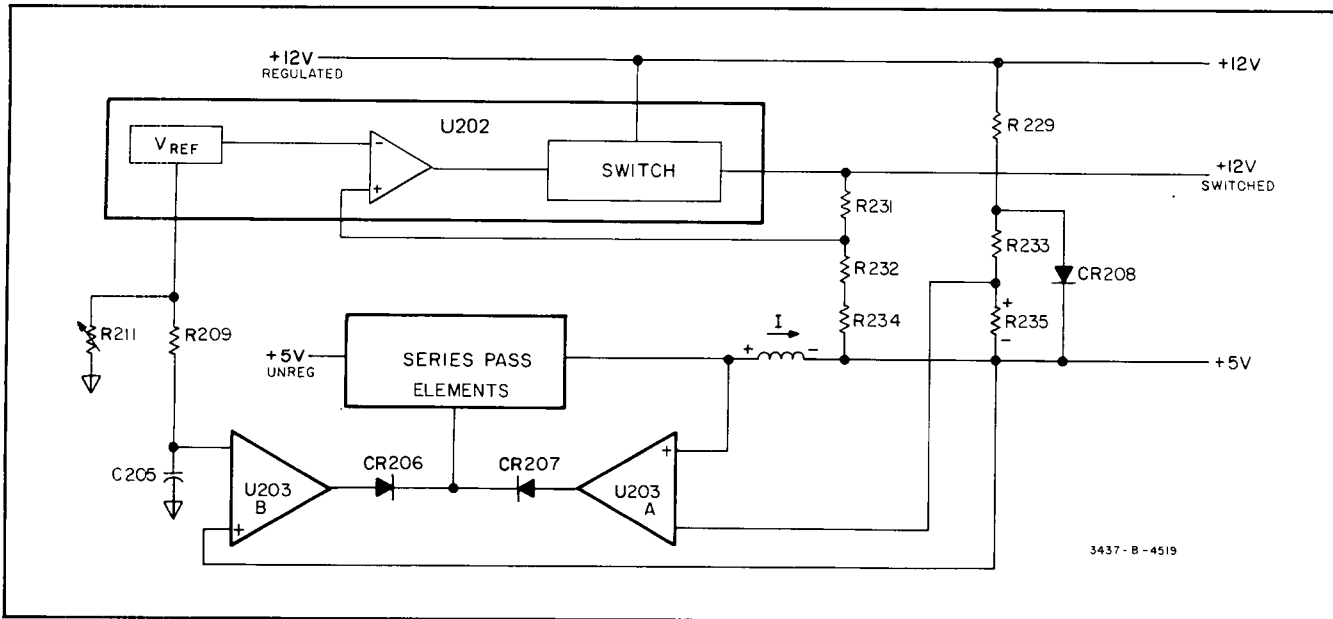 +12V
REGULATED
+12V
R229
U202
VREF
-
+
SWITCH
+12V
SWITCHED
R231
R233
CR208
R232
R211
R209
R234
+
R235
-
I
+5V
UNREG
SERIES PASS
ELEMENTS
+
-
+5V
C205
U203
B
+
CR206
CR207
+
U203
A
3437-B-4519